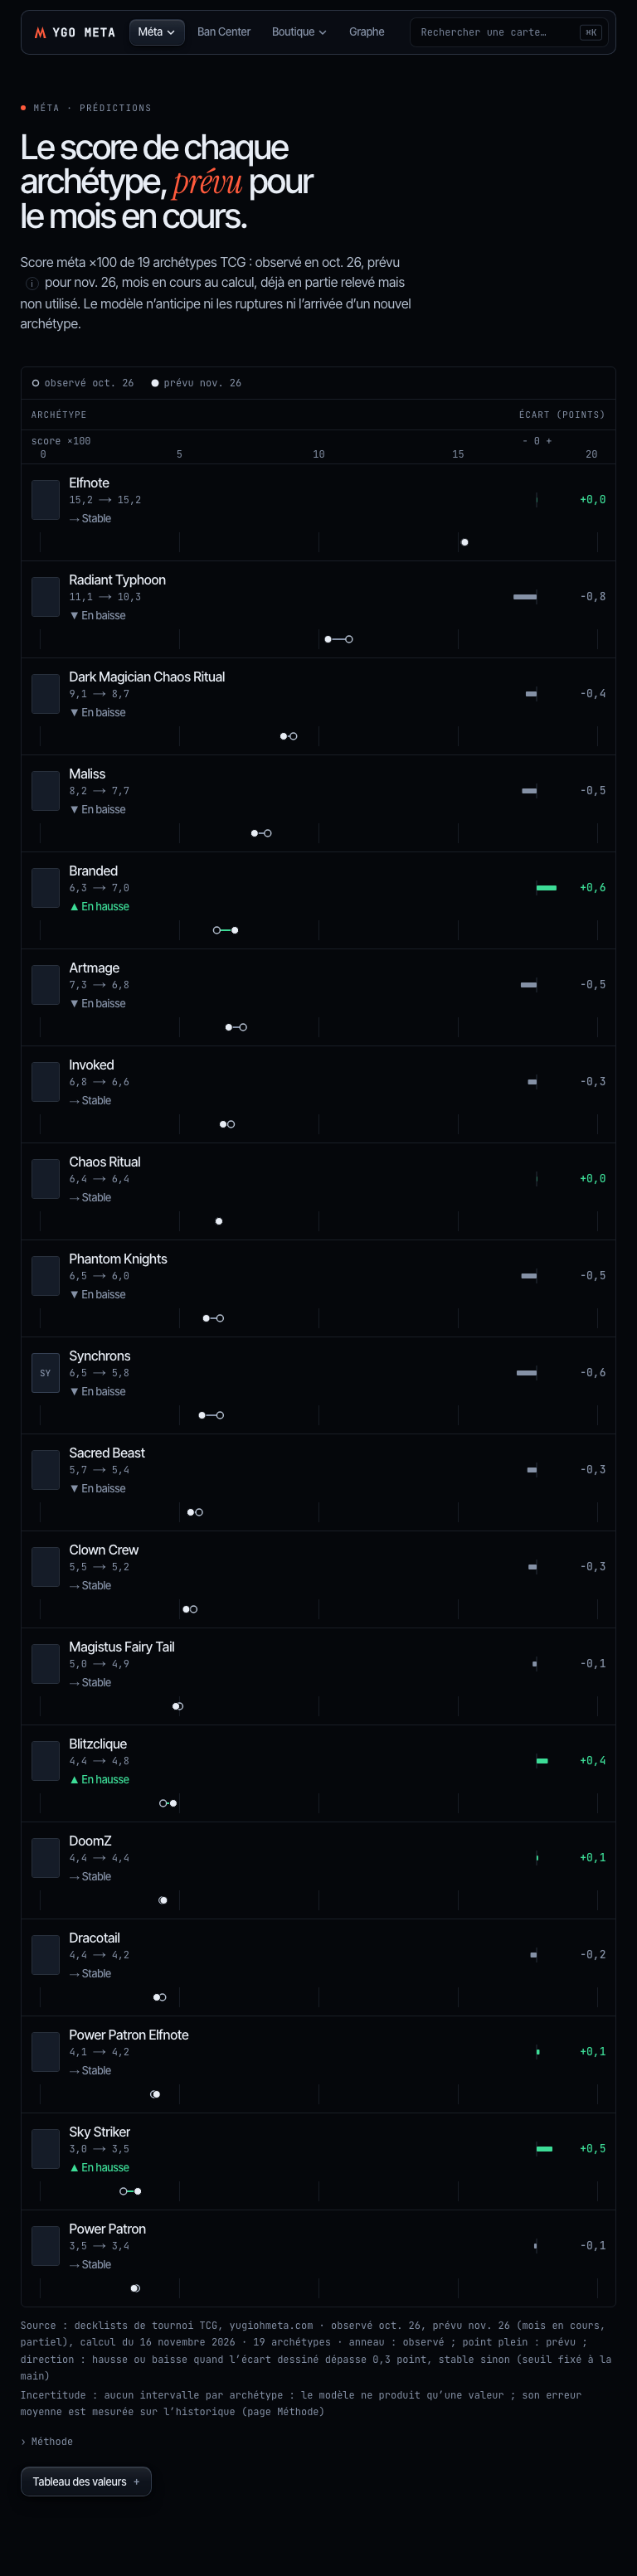 YGO META Méta Ban Center Boutique Graphe Rechercher une carte… ⌘K
MÉTA · PRÉDICTIONS
Le score de chaque
archétype, prévu pour
le mois en cours.
Score méta ×100 de 19 archétypes TCG : observé en oct. 26, prévu
i pour nov. 26, mois en cours au calcul, déjà en partie relevé mais
non utilisé. Le modèle n’anticipe ni les ruptures ni l’arrivée d’un nouvel
archétype.
observé oct. 26 prévu nov. 26
ARCHÉTYPE ÉCART (POINTS)
score ×100 - 0 +
0 5 10 15 20
Elfnote
15,2 → 15,2 +0,0
→ Stable
Radiant Typhoon
11,1 → 10,3 -0,8
▼ En baisse
Dark Magician Chaos Ritual
9,1 → 8,7 -0,4
▼ En baisse
Maliss
8,2 → 7,7 -0,5
▼ En baisse
Branded
6,3 → 7,0 +0,6
▲ En hausse
Artmage
7,3 → 6,8 -0,5
▼ En baisse
Invoked
6,8 → 6,6 -0,3
→ Stable
Chaos Ritual
6,4 → 6,4 +0,0
→ Stable
Phantom Knights
6,5 → 6,0 -0,5
▼ En baisse
Synchrons
SY 6,5 → 5,8 -0,6
▼ En baisse
Sacred Beast
5,7 → 5,4 -0,3
▼ En baisse
Clown Crew
5,5 → 5,2 -0,3
→ Stable
Magistus Fairy Tail
5,0 → 4,9 -0,1
→ Stable
Blitzclique
4,4 → 4,8 +0,4
▲ En hausse
DoomZ
4,4 → 4,4 +0,1
→ Stable
Dracotail
4,4 → 4,2 -0,2
→ Stable
Power Patron Elfnote
4,1 → 4,2 +0,1
→ Stable
Sky Striker
3,0 → 3,5 +0,5
▲ En hausse
Power Patron
3,5 → 3,4 -0,1
→ Stable
Source : decklists de tournoi TCG, yugiohmeta.com · observé oct. 26, prévu nov. 26 (mois en cours,
partiel), calcul du 16 novembre 2026 · 19 archétypes · anneau : observé ; point plein : prévu ;
direction : hausse ou baisse quand l’écart dessiné dépasse 0,3 point, stable sinon (seuil fixé à la
main)
Incertitude : aucun intervalle par archétype : le modèle ne produit qu’une valeur ; son erreur
moyenne est mesurée sur l’historique (page Méthode)
› Méthode
Tableau des valeurs +